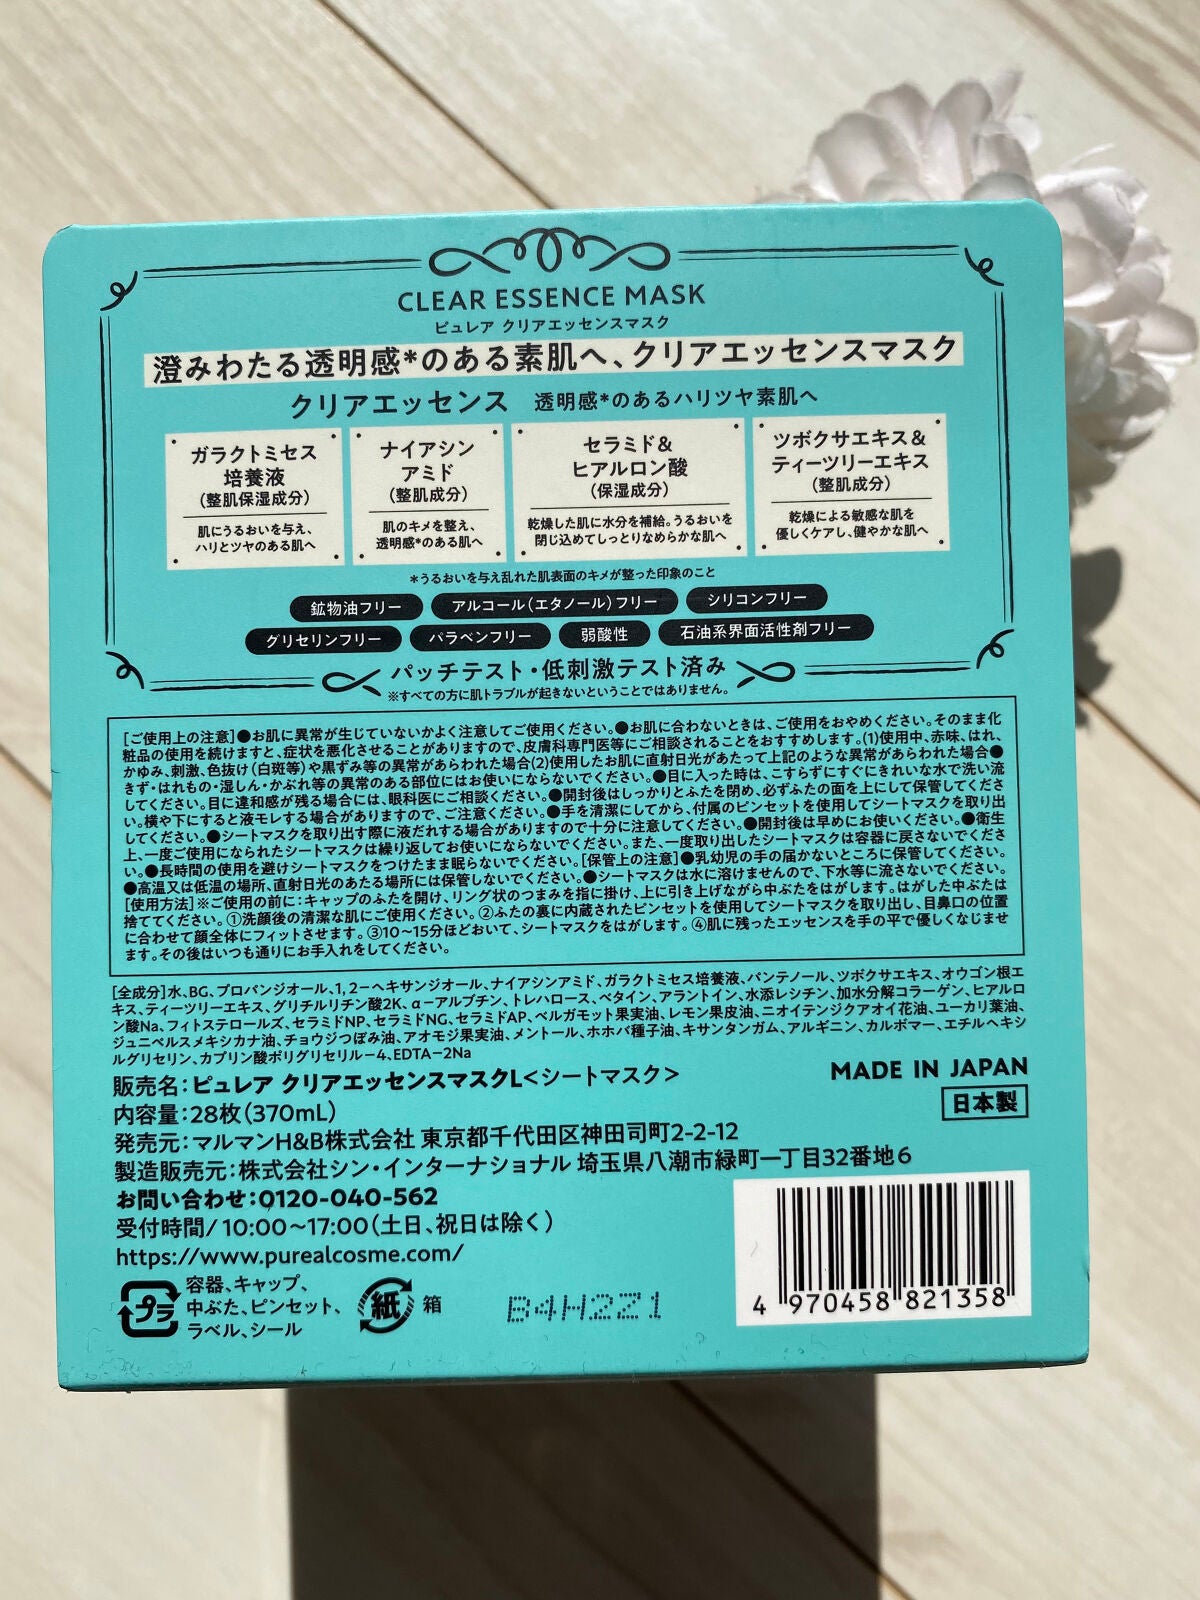 CLEAR ESSENCE MASK
ピュレア クリアエッセンスマスク
澄みわたる透明感*のある素肌へ、クリアエッセンスマスク
クリアエッセンス 透明感*のあるハリツヤ素肌へ
ガラクトミセス
培養液
(整肌保湿成分)
肌にうるおいを与え、
ハリとツヤのある肌へ
ナイアシン
アミド
(整肌成分)
肌のキメを整え、
透明感*のある肌へ
セラミド&
ヒアルロン酸
(保湿成分)
乾燥した肌に水分を補給。うるおいを
閉じ込めてしっとりなめらかな肌へ
ツボクサエキス&
ティーツリーエキス
(整肌成分)
乾燥による敏感な肌を
優しくケアし、健やかな肌へ
*うるおいを与え乱れた肌表面のキメが整った印象のこと
鉱物油フリー アルコール(エタノール)フリー シリコンフリー
グリセリンフリー パラベンフリー 弱酸性 石油系界面活性剤フリー
パッチテスト・低刺激テスト済み
※すべての方に肌トラブルが起きないということではありません。
[ご使用上の注意]●お肌に異常が生じていないかよく注意してご使用ください。●お肌に合わないときは、ご使用をおやめください。そのまま化
粧品の使用を続けますと、症状を悪化させることがありますので、皮膚科専門医等にご相談されることをおすすめします。(1)使用中、赤味、はれ、
かゆみ、刺激、色抜け(白斑等)や黒ずみ等の異常があらわれた場合(2)使用したお肌に直射日光があたって上記のような異常があらわれた場合●
きず・はれもの・湿しん・かぶれ等の異常のある部位にはお使いにならないでください。●目に入った時は、こすらずにすぐにきれいな水で洗い流
してください。目に違和感が残る場合には、眼科医にご相談ください。●開封後はしっかりとふたを閉め、必ずふたの面を上にして保管してくださ
い。横や下にすると液モレする場合がありますので、ご注意ください。●手を清潔にしてから、付属のピンセットを使用してシートマスクを取り出
してください。●シートマスクを取り出す際に液だれする場合がありますので十分に注意してください。●開封後は早めにお使いください。●衛生
上、一度ご使用になられたシートマスクは繰り返してお使いにならないでください。また、一度取り出したシートマスクは容器に戻さないでくださ
い。●長時間の使用を避けシートマスクをつけたまま眠らないでください。[保管上の注意]●乳幼児の手の届かないところに保管してください。
●高温又は低温の場所、直射日光のあたる場所には保管しないでください。●シートマスクは水に溶けませんので、下水等に流さないでください。
[使用方法]※ご使用の前に:キャップのふたを開け、リング状のつまみを指に掛け、上に引き上げながら中ぶたをはがします。はがした中ぶたは
捨ててください。①洗顔後の清潔な肌にご使用ください。②ふたの裏に内蔵されたピンセットを使用してシートマスクを取り出し、目鼻口の位置
に合わせて顔全体にフィットさせます。③10〜15分ほどおいて、シートマスクをはがします。④肌に残ったエッセンスを手の平で優しくなじませ
ます。その後はいつも通りにお手入れをしてください。
[全成分]水、BG、プロパンジオール、1,2-ヘキサンジオール、ナイアシンアミド、ガラクトミセス培養液、パンテノール、ツボクサエキス、オウゴン根エ
キス、ティーツリーエキス、グリチルリチン酸2K、α-アルブチン、トレハロース、ベタイン、アラントイン、水添レシチン、加水分解コラーゲン、ヒアルロ
ン酸Na、フィトステロールズ、セラミドNP、セラミドNG、セラミドAP、ベルガモット果実油、レモン果皮油、ニオイテンジクアオイ花油、ユーカリ葉油、
ジュニペルスメキシカナ油、チョウジつぼみ油、アオモジ果実油、メントール、ホホバ種子油、キサンタンガム、アルギニン、カルボマー、エチルヘキシ
ルグリセリン、カプリン酸ポリグリセリル-4、EDTA-2Na
販売名:ピュレア クリアエッセンスマスクL<シートマスク>
MADE IN JAPAN
日本製
内容量:28枚(370mL)
発売元:マルマンH&B株式会社 東京都千代田区神田司町2-2-12
製造販売元:株式会社シン・インターナショナル 埼玉県八潮市緑町一丁目32番地6
お問い合わせ:0120-040-562
受付時間/10:00〜17:00(土日、祝日は除く)
https://www.purealcosme.com/
プラ
容器、キャップ、
中ぶた、ピンセット、
ラベル、シール
紙 箱
B4H2Z1
4 970458 821358